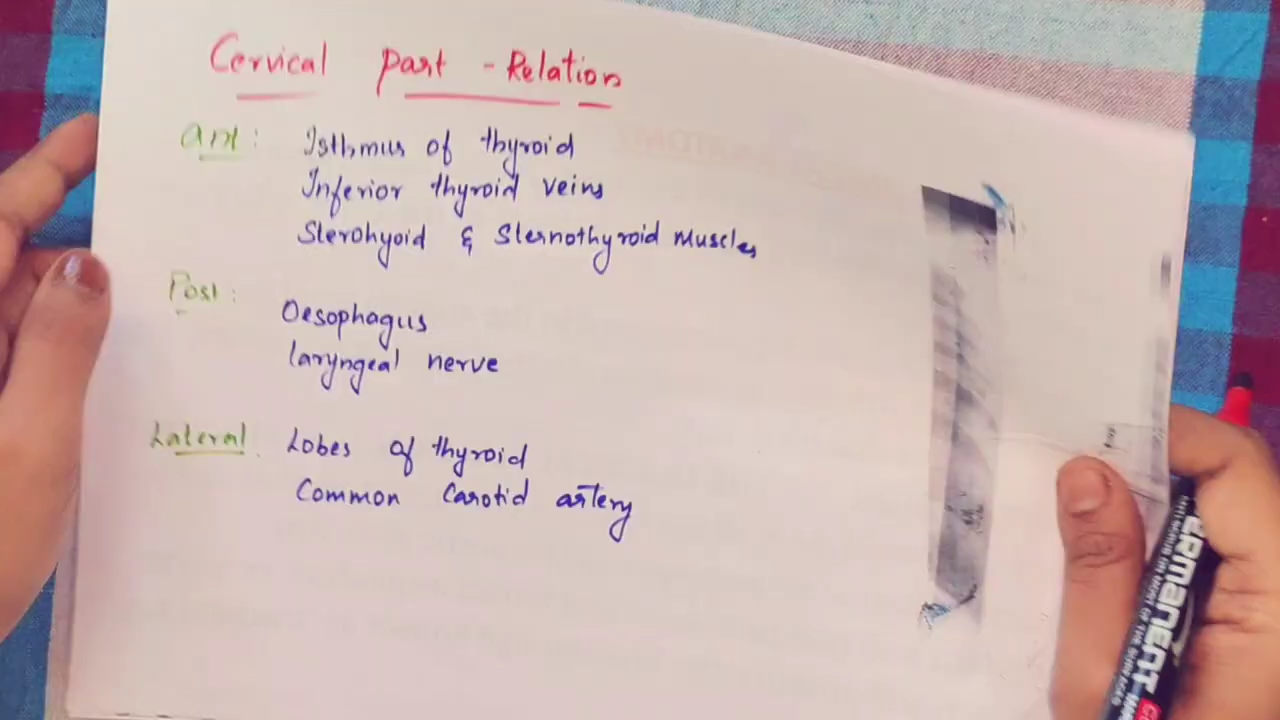 Cervical Part - Relation
Ant: Isthmus of thyroid
Inferior thyroid veins
Sterohyoid & Sternothyroid Muscles
Post: Oesophagus
laryngeal nerve
Lateral: Lobes of thyroid
Common Carotid artery
ERMANENT